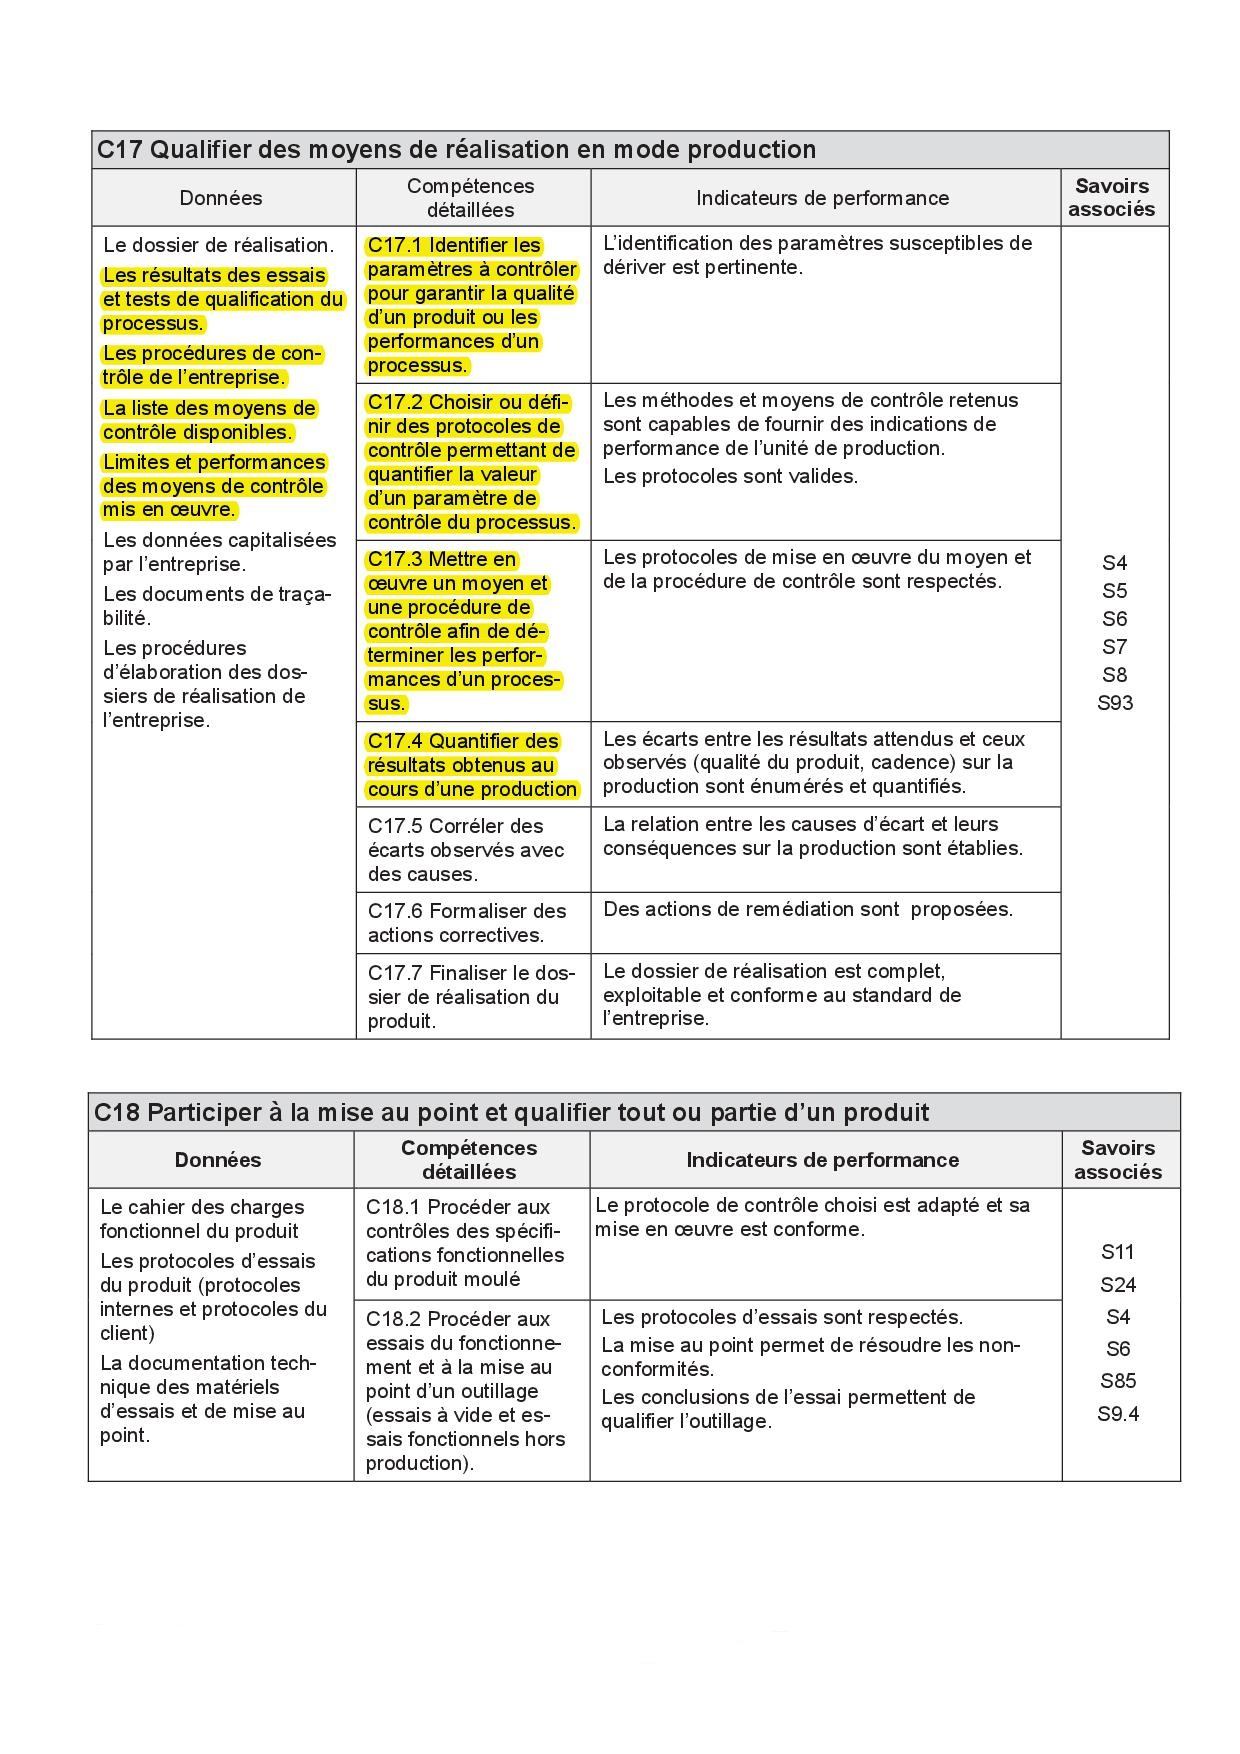 C17 Qualifier des moyens de réalisation en mode production
Données
Compétences
détaillées
Indicateurs de performance
Savoirs
associés
Le dossier de réalisation.
Les résultats des essais
et tests de qualification du
processus.
Les procédures de con-
trôle de l’entreprise.
La liste des moyens de
contrôle disponibles.
Limites et performances
des moyens de contrôle
mis en œuvre.
Les données capitalisées
par l’entreprise.
Les documents de traça-
bilité.
Les procédures
d’élaboration des dos-
siers de réalisation de
l’entreprise.
C17.1 Identifier les
paramètres à contrôler
pour garantir la qualité
d’un produit ou les
performances d’un
processus.
L’identification des paramètres susceptibles de
dériver est pertinente.
C17.2 Choisir ou défi-
nir des protocoles de
contrôle permettant de
quantifier la valeur
d’un paramètre de
contrôle du processus.
Les méthodes et moyens de contrôle retenus
sont capables de fournir des indications de
performance de l’unité de production.
Les protocoles sont valides.
C17.3 Mettre en
œuvre un moyen et
une procédure de
contrôle afin de dé-
terminer les perfor-
mances d’un proces-
sus.
Les protocoles de mise en œuvre du moyen et
de la procédure de contrôle sont respectés.
C17.4 Quantifier des
résultats obtenus au
cours d’une production
Les écarts entre les résultats attendus et ceux
observés (qualité du produit, cadence) sur la
production sont énumérés et quantifiés.
C17.5 Corréler des
écarts observés avec
des causes.
La relation entre les causes d’écart et leurs
conséquences sur la production sont établies.
C17.6 Formaliser des
actions correctives.
Des actions de remédiation sont  proposées.
C17.7 Finaliser le dos-
sier de réalisation du
produit.
Le dossier de réalisation est complet,
exploitable et conforme au standard de
l’entreprise.
S4
S5
S6
S7
S8
S93
C18 Participer à la mise au point et qualifier tout ou partie d’un produit
Données
Compétences
détaillées
Indicateurs de performance
Savoirs
associés
Le cahier des charges
fonctionnel du produit
Les protocoles d’essais
du produit (protocoles
internes et protocoles du
client)
La documentation tech-
nique des matériels
d’essais et de mise au
point.
C18.1 Procéder aux
contrôles des spécifi-
cations fonctionnelles
du produit moulé
Le protocole de contrôle choisi est adapté et sa
mise en œuvre est conforme.
C18.2 Procéder aux
essais du fonctionne-
ment et à la mise au
point d’un outillage
(essais à vide et es-
sais fonctionnels hors
production).
Les protocoles d’essais sont respectés.
La mise au point permet de résoudre les non-
conformités.
Les conclusions de l’essai permettent de
qualifier l’outillage.
S11
S24
S4
S6
S85
S9.4